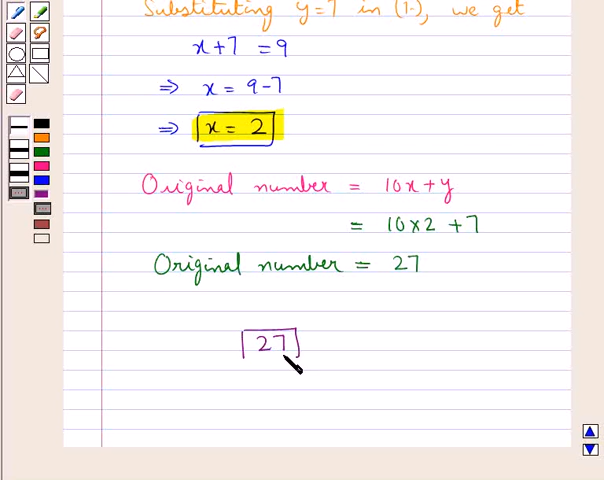 Substituting y=7 in (1), we get
x+7 = 9
⇒ x = 9-7
⇒ x = 2
Original number = 10x+y
= 10×2 +7
Original number = 27
27